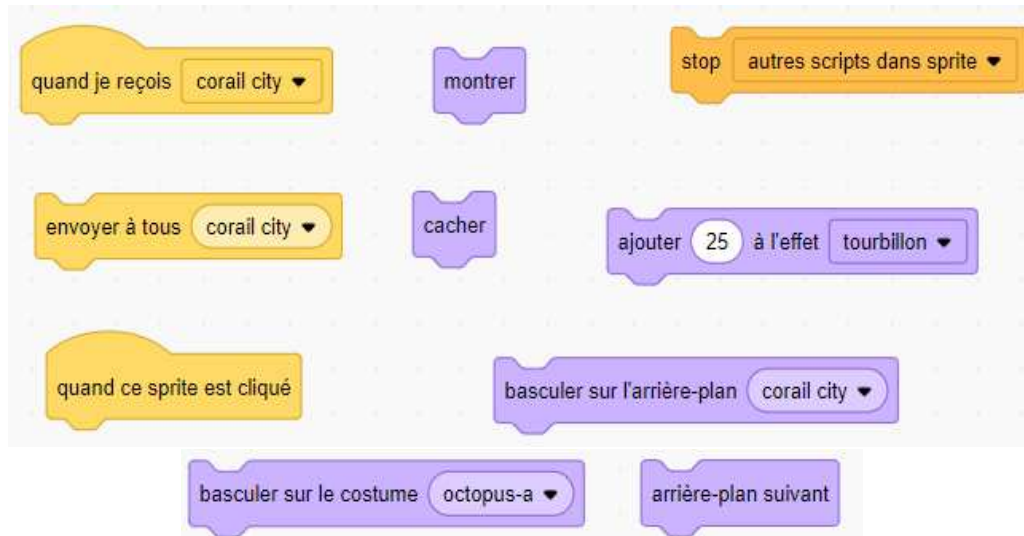 quand je reçois corail city
montrer
stop autres scripts dans sprite
envoyer à tous corail city
cacher
ajouter 25 à l'effet tourbillon
quand ce sprite est cliqué
basculer sur l'arrière-plan corail city
basculer sur le costume octopus-a
arrière-plan suivant